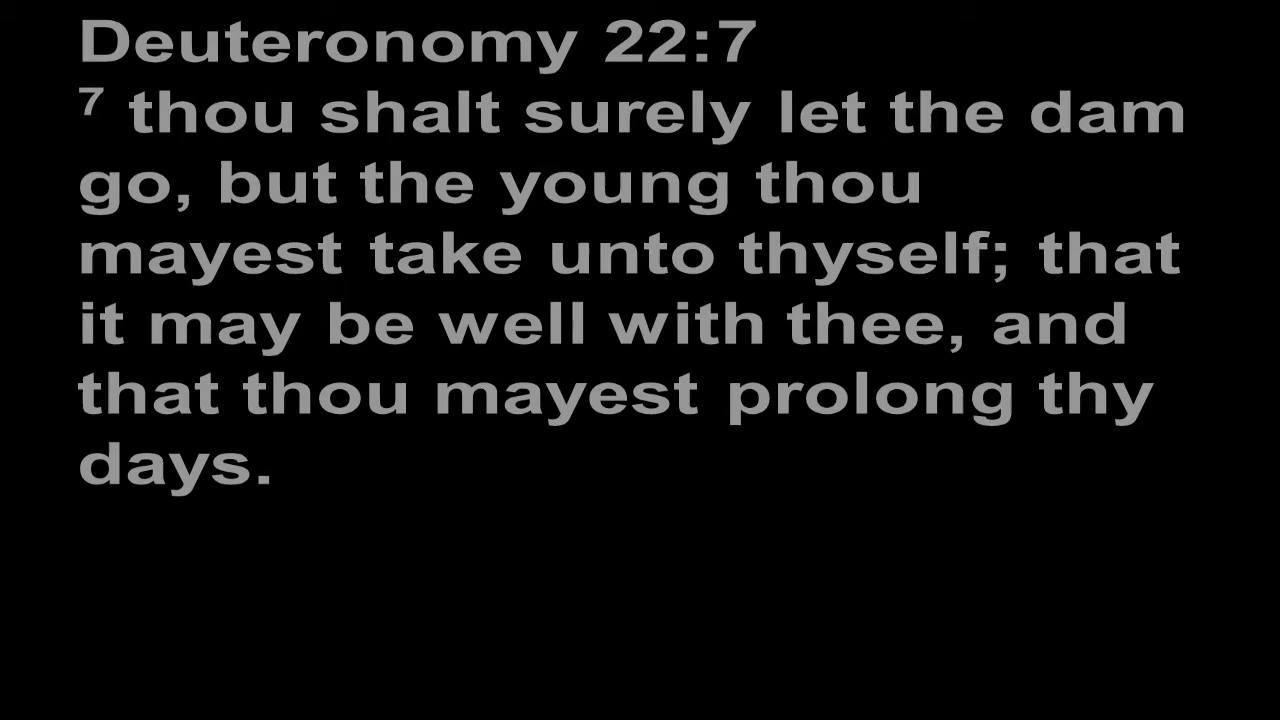 Deuteronomy 22:7
7 thou shalt surely let the dam
go, but the young thou
mayest take unto thyself; that
it may be well with thee, and
that thou mayest prolong thy
days.